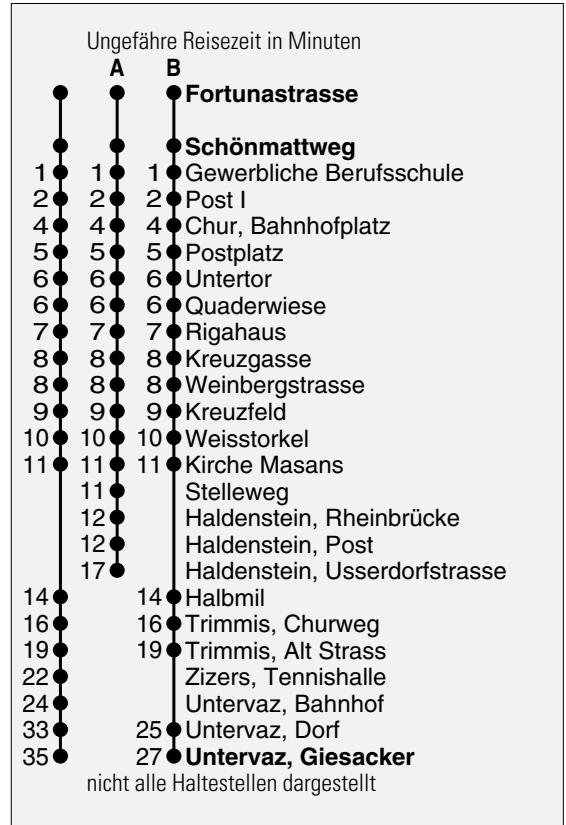 Ungefähre Reisezeit in Minuten
A B
Fortunastrasse
Schönmattweg
1 1 1 Gewerbliche Berufsschule
2 2 2 Post I
4 4 4 Chur, Bahnhofplatz
5 5 5 Postplatz
6 6 6 Untertor
6 6 6 Quaderwiese
7 7 7 Rigahaus
8 8 8 Kreuzgasse
8 8 8 Weinbergstrasse
9 9 9 Kreuzfeld
10 10 10 Weisstorkel
11 11 11 Kirche Masans
11 Stelleweg
12 Haldenstein, Rheinbrücke
12 Haldenstein, Post
17 Haldenstein, Usserdorfstrasse
14 14 Halbmil
16 16 Trimmis, Churweg
19 19 Trimmis, Alt Strass
22 Zizers, Tennishalle
24 Untervaz, Bahnhof
33 25 Untervaz, Dorf
35 27 Untervaz, Giesacker
nicht alle Haltestellen dargestellt